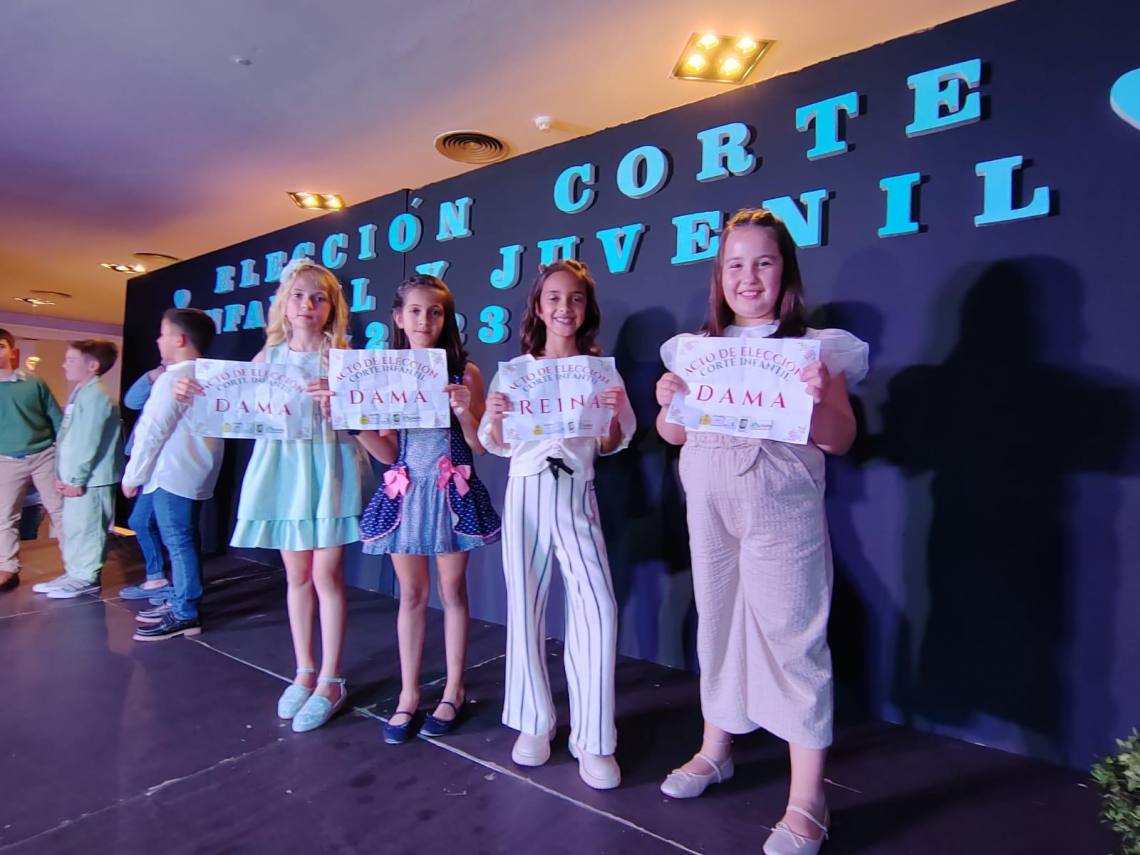 ELECCIÓN CORTE
INFANTIL Y JUVENIL
2023
ACTO DE ELECCIÓN
CORTE INFANTIL
DAMA
ACTO DE ELECCIÓN
CORTE INFANTIL
DAMA
ACTO DE ELECCIÓN
CORTE INFANTIL
REINA
ACTO DE ELECCIÓN
CORTE INFANTIL
DAMA